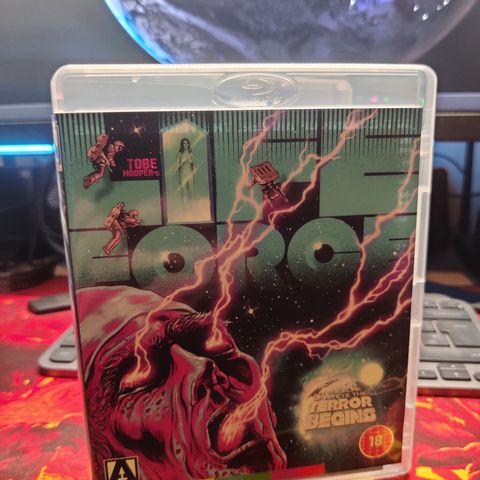 TOBE
HOOPER'S
LIFE
FORCE
TERROR
BEGINS
18
A